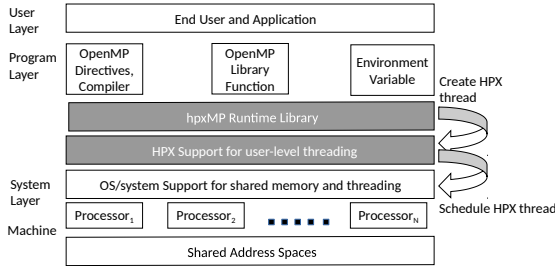 User
Layer
End User and Application
Program
Layer
OpenMP
Directives,
Compiler
OpenMP
Library
Function
Environment
Variable
Create HPX
thread
hpxMP Runtime Library
HPX Support for user-level threading
System
Layer
OS/system Support for shared memory and threading
Schedule HPX thread
Machine
Processor1
Processor2
ProcessorN
Shared Address Spaces